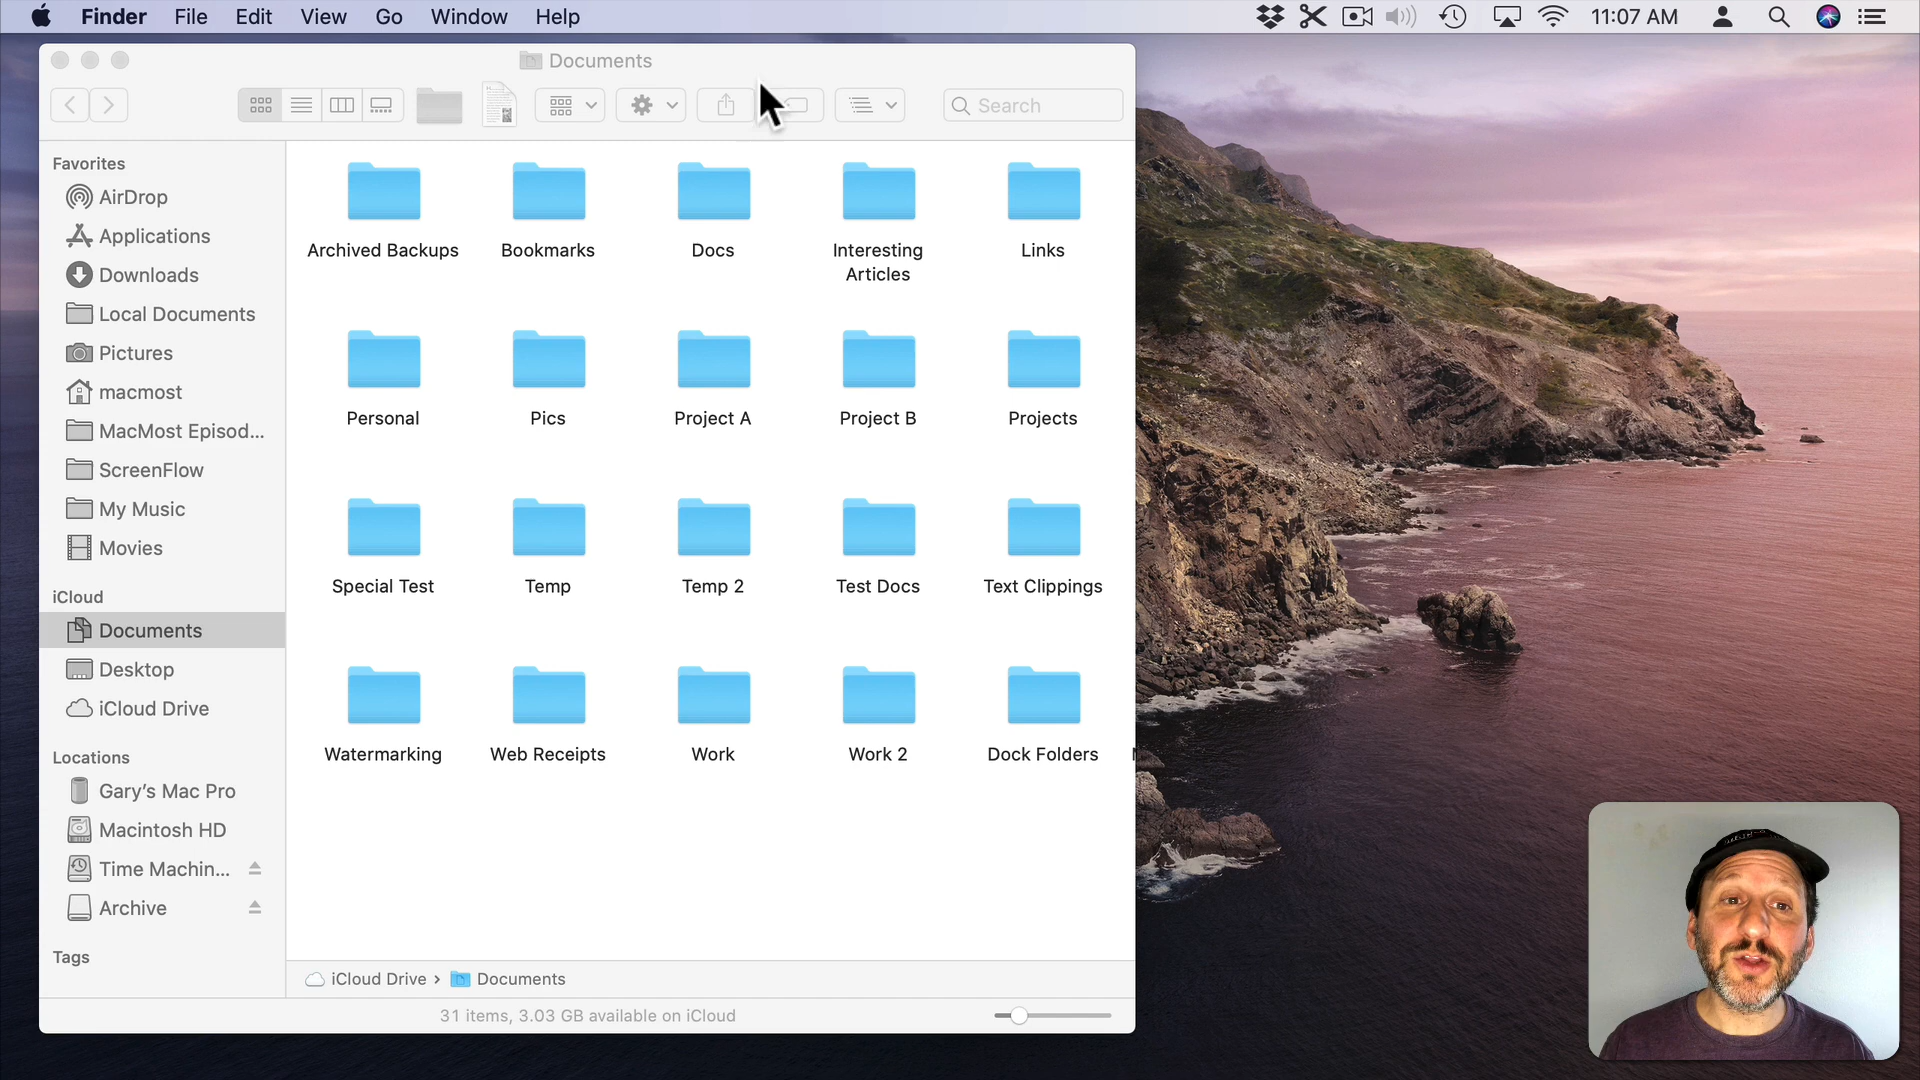 Finder File Edit View Go Window Help 11:07 AM
Documents
Search
Favorites
AirDrop
Applications
Downloads
Local Documents
Pictures
macmost
MacMost Episod...
ScreenFlow
My Music
Movies
iCloud
Documents
Desktop
iCloud Drive
Locations
Gary's Mac Pro
Macintosh HD
Time Machin...
Archive
Tags
Archived Backups Bookmarks Docs Interesting Articles Links
Personal Pics Project A Project B Projects
Special Test Temp Temp 2 Test Docs Text Clippings
Watermarking Web Receipts Work Work 2 Dock Folders
iCloud Drive › Documents
31 items, 3.03 GB available on iCloud